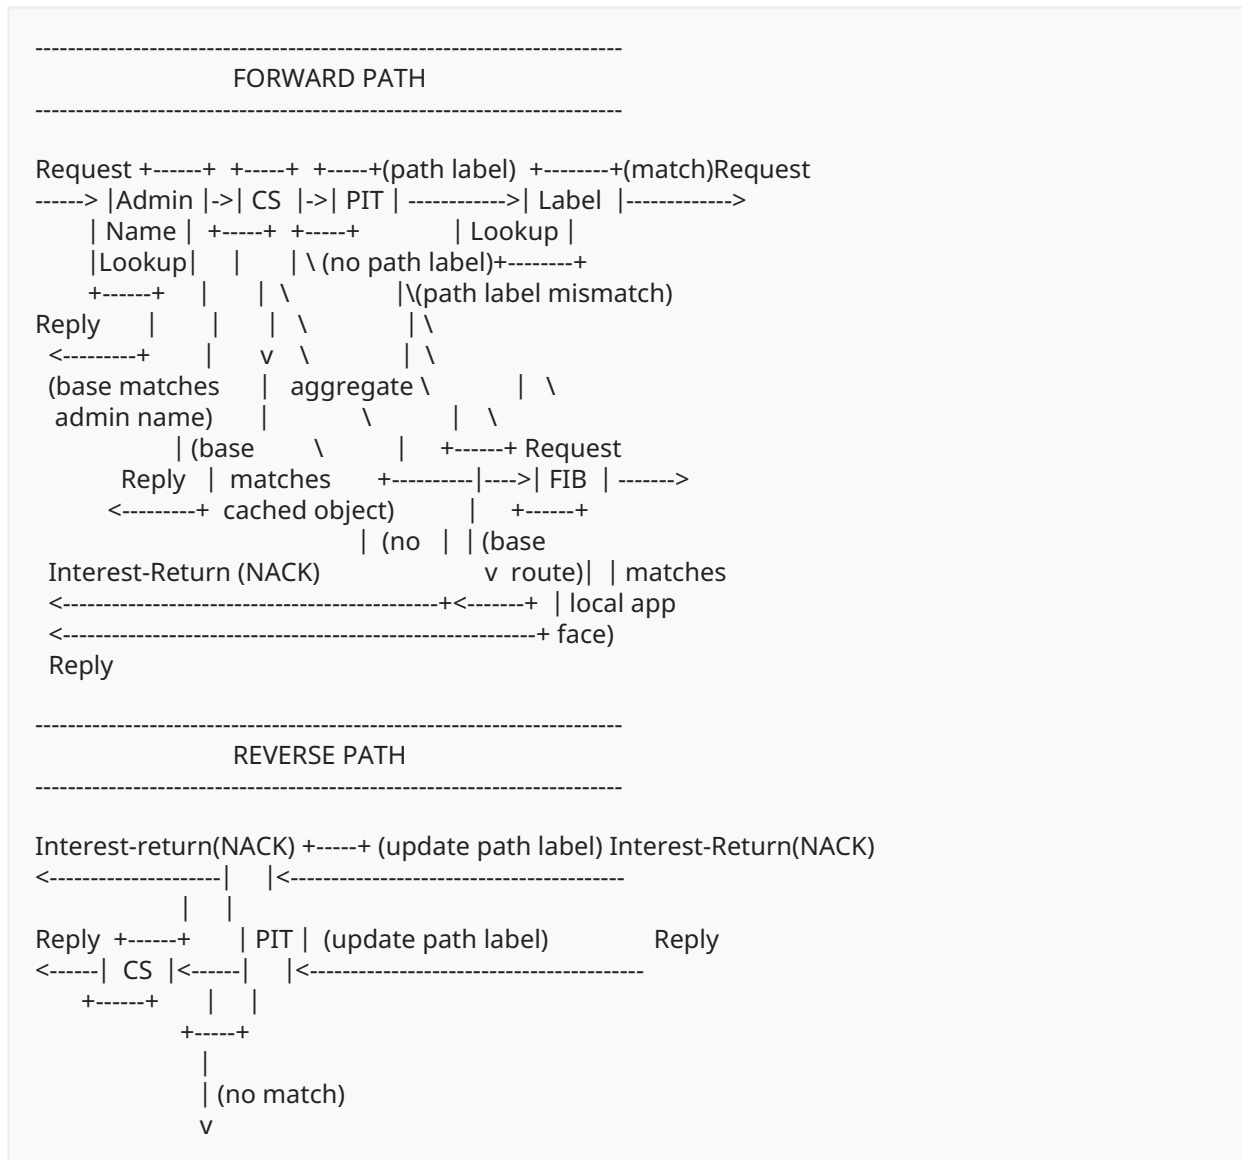 -----------------------------------------------------------------------
FORWARD PATH
-----------------------------------------------------------------------
Request +------+  +-----+  +-----+(path label)  +--------+(match)Request
------> |Admin |->| CS  |->| PIT | ------------>| Label  |------------->
| Name |  +-----+  +-----+              | Lookup |
|Lookup|     |       | \ (no path label)+--------+
+------+     |       |  \                |\(path label mismatch)
Reply       |        |       |   \               | \
<---------+        |       v    \              |  \
(base matches      |   aggregate \             |   \
admin name)       |              \            |    \
| (base         \           |     +------+ Request
Reply   |  matches       +----------|---->| FIB  | ------->
<---------+  cached object)           |     +------+
|  (no   |  | (base
Interest-Return (NACK)                         v  route)|  | matches
<----------------------------------------------+<-------+  | local app
<----------------------------------------------------------+ face)
Reply
-----------------------------------------------------------------------
REVERSE PATH
-----------------------------------------------------------------------
Interest-return(NACK) +-----+ (update path label) Interest-Return(NACK)
<---------------------|     |<-----------------------------------------
|     |
Reply  +------+       | PIT |  (update path label)                Reply
<------|  CS  |<------|     |<-----------------------------------------
+------+       |     |
+-----+
|
| (no match)
v